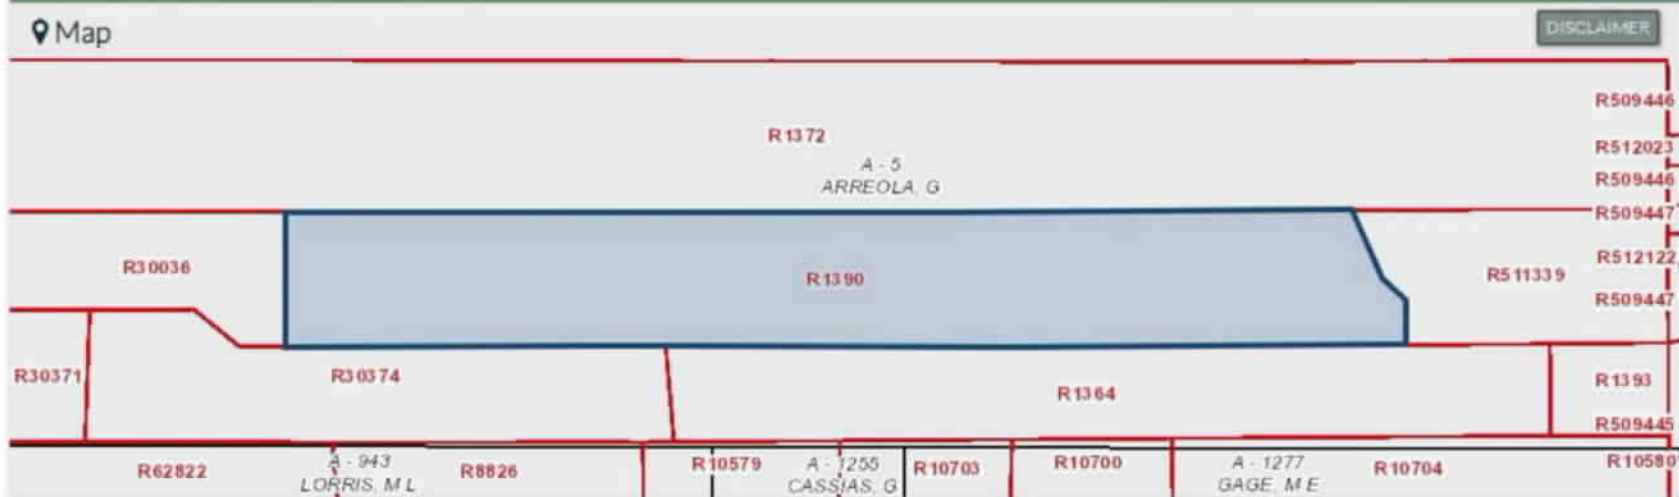 Map
DISCLAIMER
R509446
R1372
R512023
A - 5
ARREOLA, G
R509446
R509447
R30036
R1390
R511339
R512122
R509447
R30371
R30374
R1364
R1393
R509445
R62822
A - 943
LORRIS, M L
R8826
R10579
A - 1255
CASSIAS, G
R10703
R10700
A - 1277
GAGE, M E
R10704